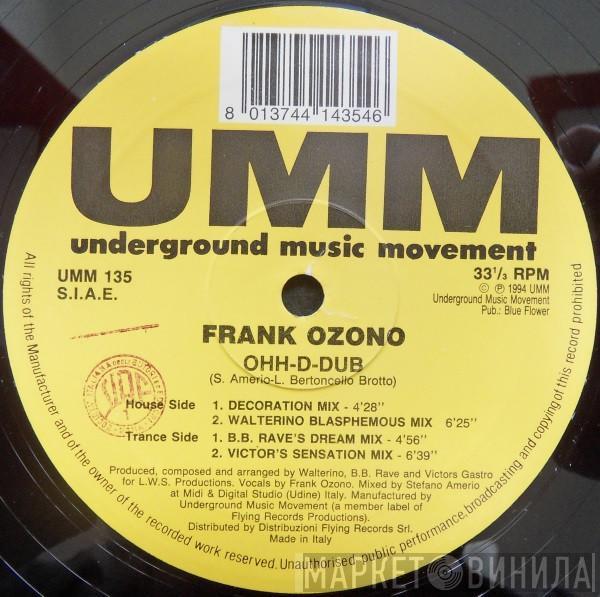 8 013744 143546
UMM
underground music movement
UMM 135
S.I.A.E.
33 1/3 RPM
© ℗ 1994 UMM
Underground Music Movement
Pub.: Blue Flower
FRANK OZONO
OHH-D-DUB
(S. Amerio-L. Bertoncello Brotto)
House Side 1. DECORATION MIX - 4'28''
2. WALTERINO BLASPHEMOUS MIX 6'25''
Trance Side 1. B.B. RAVE'S DREAM MIX - 4'56''
2. VICTOR'S SENSATION MIX - 6'39''
Produced, composed and arranged by Walterino, B.B. Rave and Victors Gastro
for L.W.S. Productions. Vocals by Frank Ozono. Mixed by Stefano Amerio
at Midi & Digital Studio (Udine) Italy. Manufactured by
Underground Music Movement (a member label of
Flying Records Productions).
Distributed by Distribuzioni Flying Records Srl.
Made in Italy
All rights of the Manufacturer and of the owner of the recorded work reserved. Unauthorised public performance, broadcasting and copying of this record prohibited
МАРКЕТ ВИНИЛА